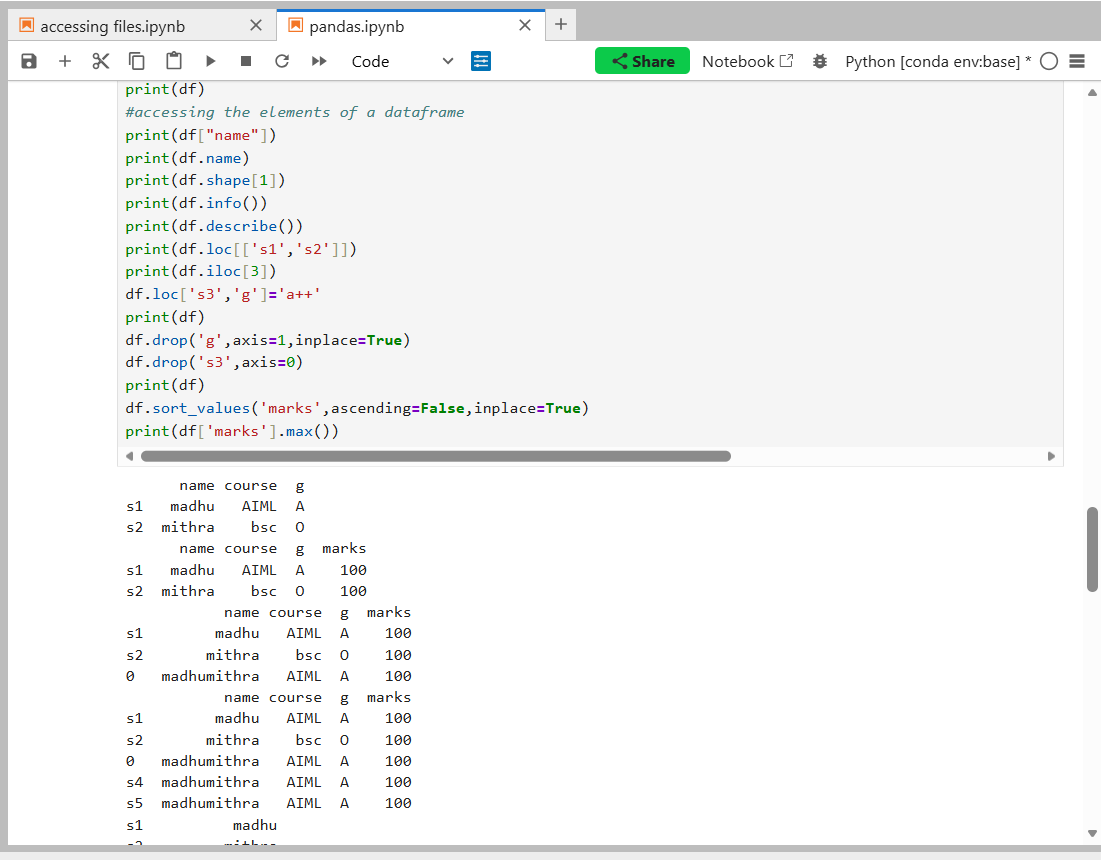 accessing files.ipynb
pandas.ipynb
Code
Share
Notebook
Python [conda env:base] *
print(df)
#accessing the elements of a dataframe
print(df["name"])
print(df.name)
print(df.shape[1])
print(df.info())
print(df.describe())
print(df.loc[['s1','s2']])
print(df.iloc[3])
df.loc['s3','g']='a++'
print(df)
df.drop('g',axis=1,inplace=True)
df.drop('s3',axis=0)
print(df)
df.sort_values('marks',ascending=False,inplace=True)
print(df['marks'].max())
name course g
s1 madhu AIML A
s2 mithra bsc O
name course g marks
s1 madhu AIML A 100
s2 mithra bsc O 100
name course g marks
s1 madhu AIML A 100
s2 mithra bsc O 100
0 madhumithra AIML A 100
name course g marks
s1 madhu AIML A 100
s2 mithra bsc O 100
0 madhumithra AIML A 100
s4 madhumithra AIML A 100
s5 madhumithra AIML A 100
s1 madhu